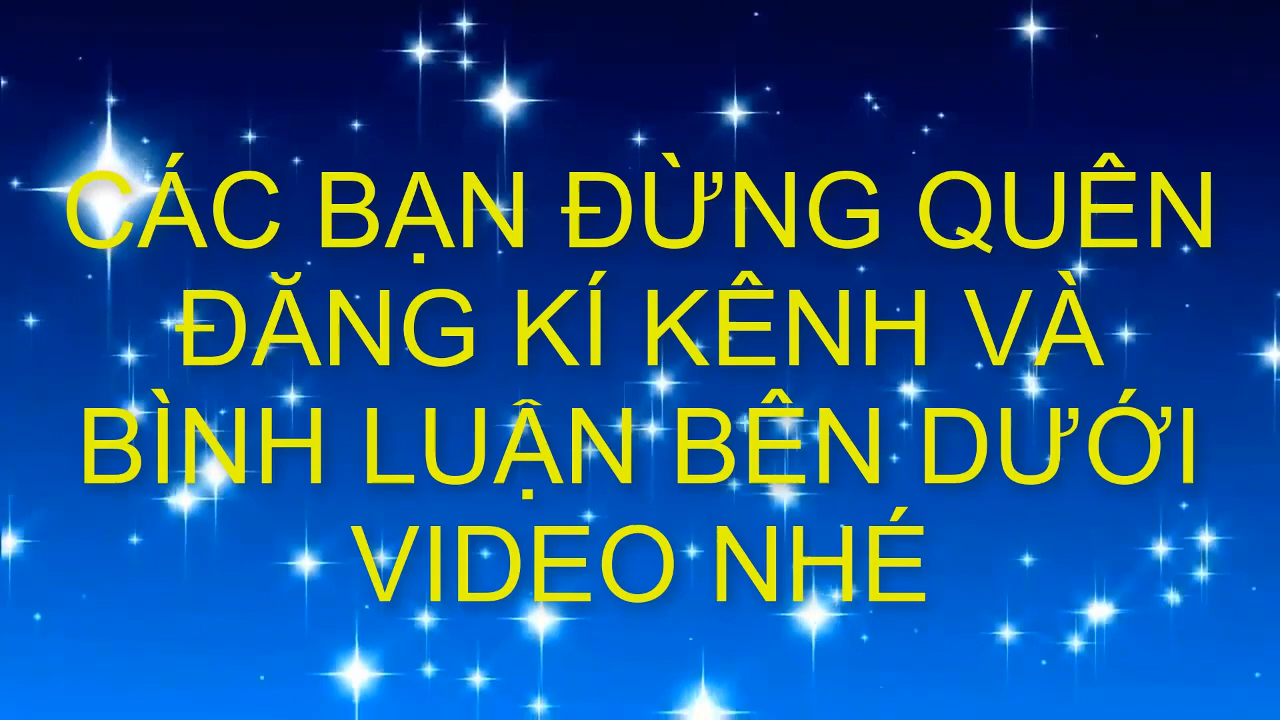 CÁC BẠN ĐỪNG QUÊN
ĐĂNG KÍ KÊNH VÀ
BÌNH LUẬN BÊN DƯỚI
VIDEO NHÉ